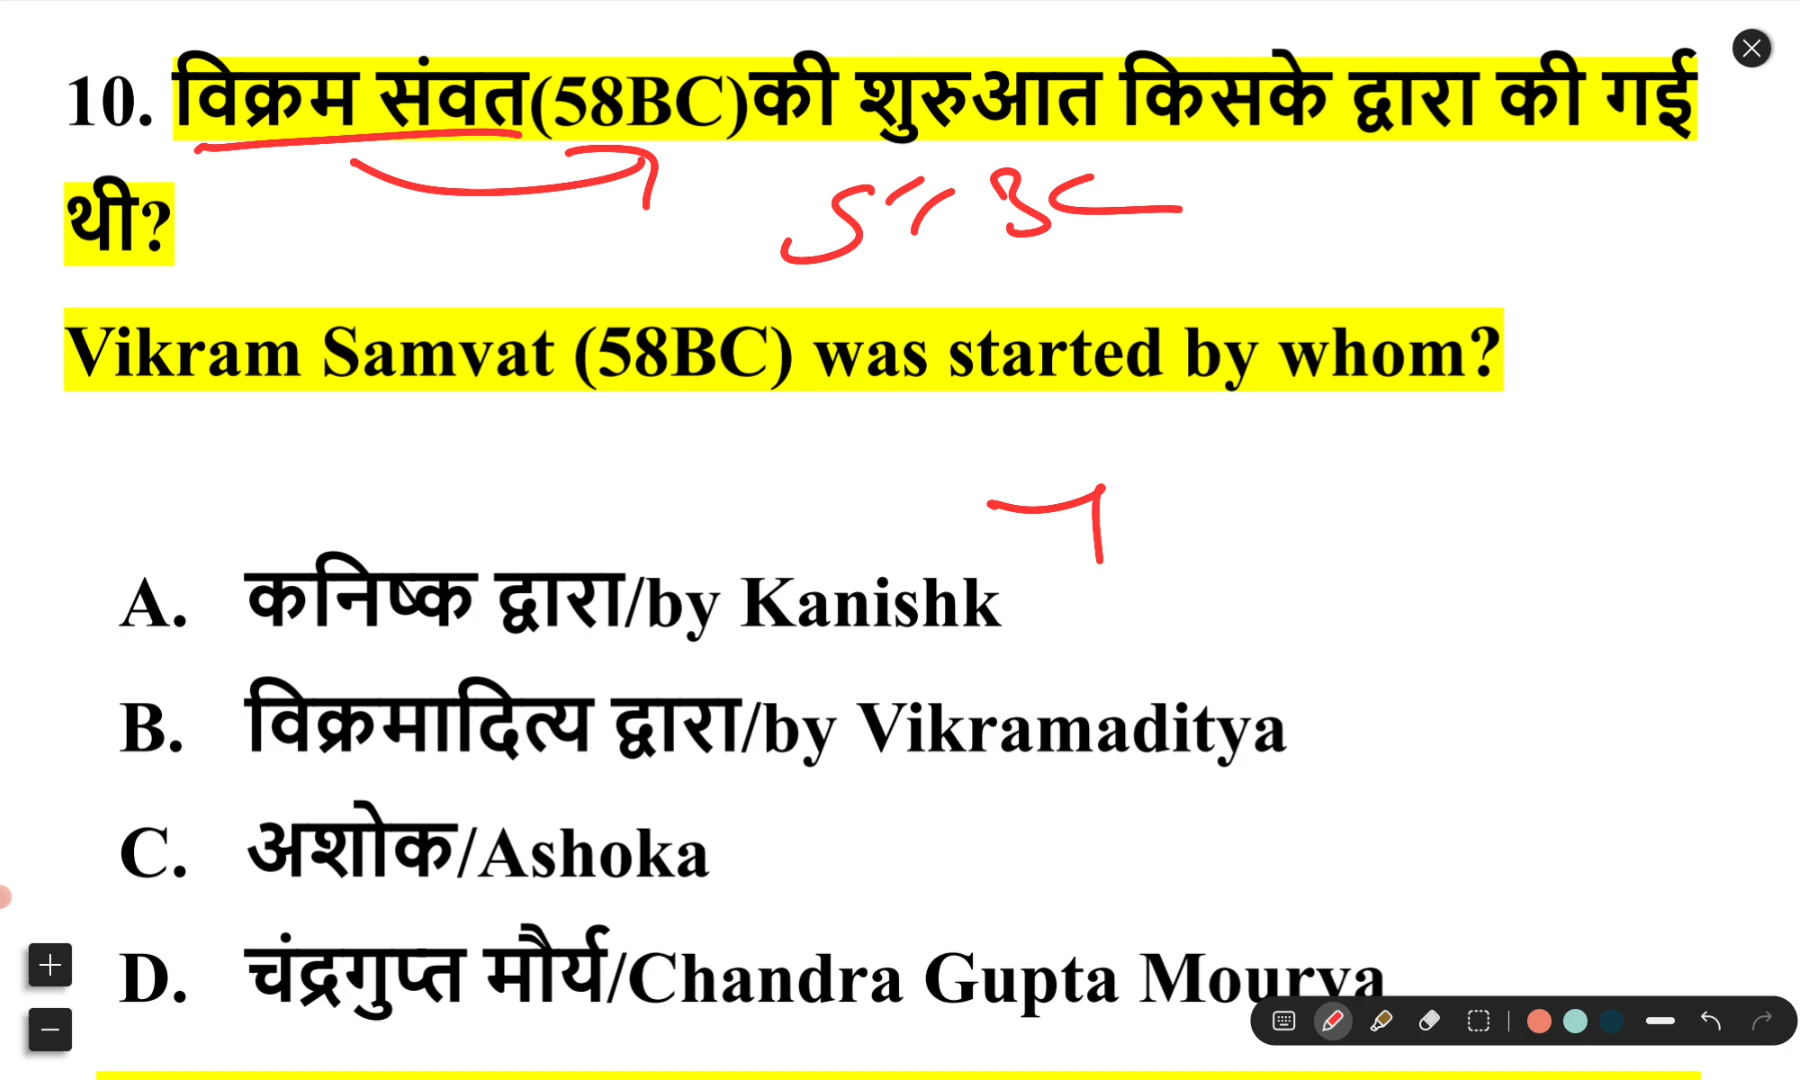 10. विक्रम संवत(58BC)की शुरुआत किसके द्वारा की गई
थी?
Vikram Samvat (58BC) was started by whom?
A. कनिष्क द्वारा/by Kanishk
B. विक्रमादित्य द्वारा/by Vikramaditya
C. अशोक/Ashoka
D. चंद्रगुप्त मौर्य/Chandra Gupta Mourya